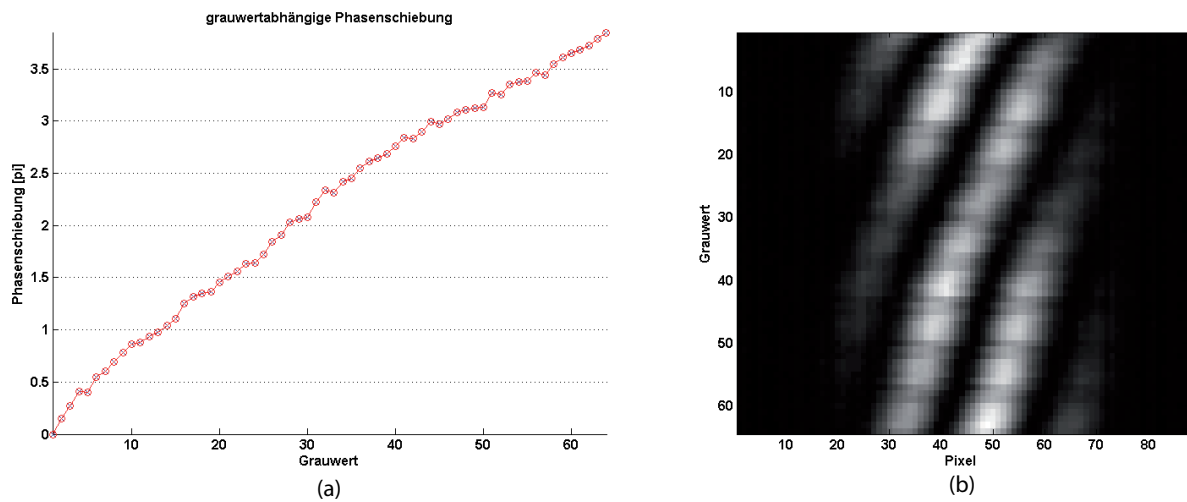 grauwertabhängige Phasenschiebung
Phasenschiebung [pi]
3.5
3
2.5
2
1.5
1
0.5
0
10 20 30 40 50 60
Grauwert
(a)
Grauwert
10
20
30
40
50
60
10 20 30 40 50 60 70 80
Pixel
(b)